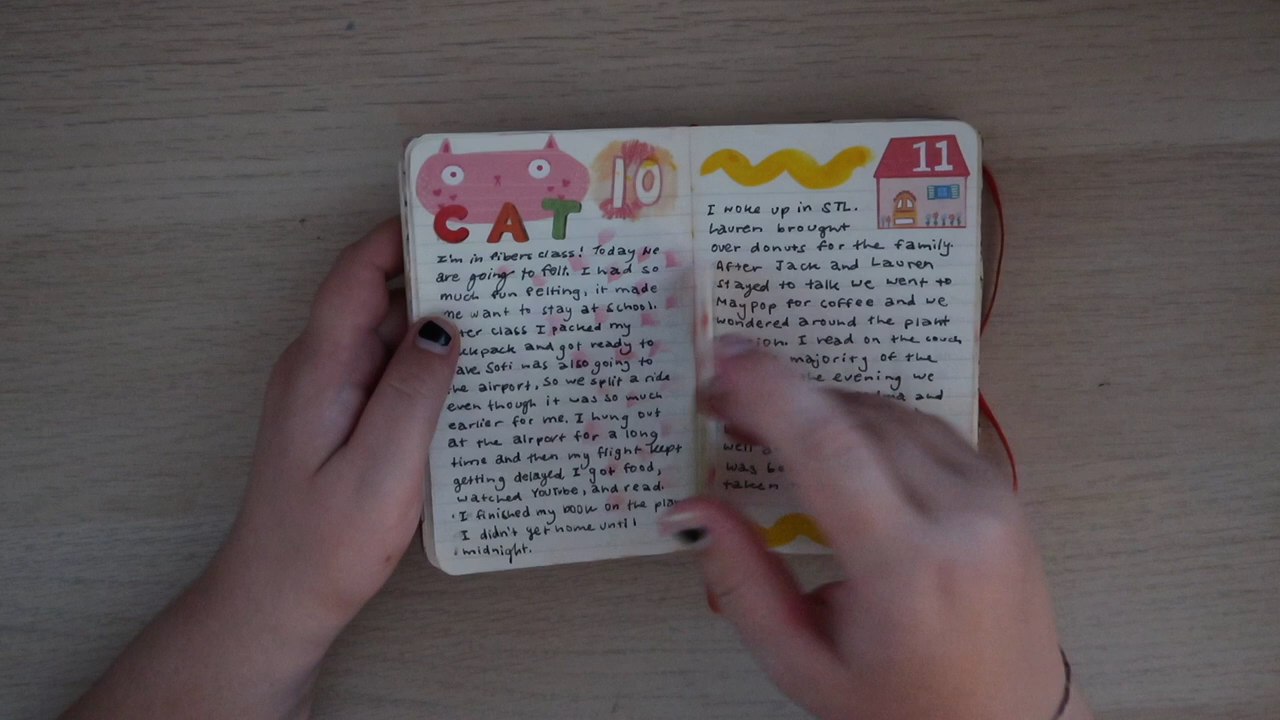 CAT
10
I'm in fibers class! Today we
are going to felt. I had so
much fun felting, it made
me want to stay at school.
ter class I packed my
ckpack and got ready to
ave. Sofi was also going to
the airport, so we split a ride
even though it was so much
earlier for me. I hung out
at the airport for a long
time and then my flight kept
getting delayed. I got food,
watched YouTube, and read.
I finished my book on the plan
I didn't get home until
midnight.
11
I woke up in STL.
Lauren brought
over donuts for the family.
After Jack and Lauren
stayed to talk we went to
Maypop for coffee and we
wondered around the plant
ion. I read on the couch
majority of the
he evening we
and
well a
was bo
taken